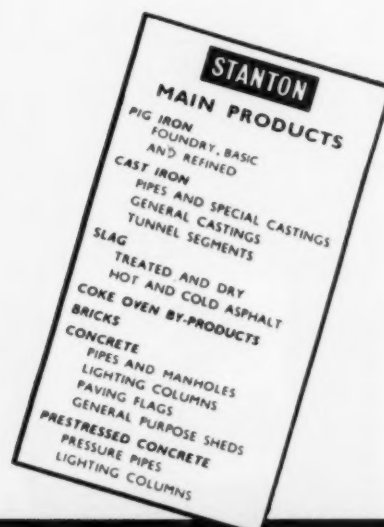 STANTON
MAIN PRODUCTS
PIG IRON
FOUNDRY, BASIC
AND REFINED
CAST IRON
PIPES AND SPECIAL CASTINGS
GENERAL CASTINGS
TUNNEL SEGMENTS
SLAG
TREATED AND DRY
HOT AND COLD ASPHALT
COKE OVEN BY-PRODUCTS
BRICKS
CONCRETE
PIPES AND MANHOLES
LIGHTING COLUMNS
PAVING FLAGS
GENERAL PURPOSE SHEDS
PRESTRESSED CONCRETE
PRESSURE PIPES
LIGHTING COLUMNS